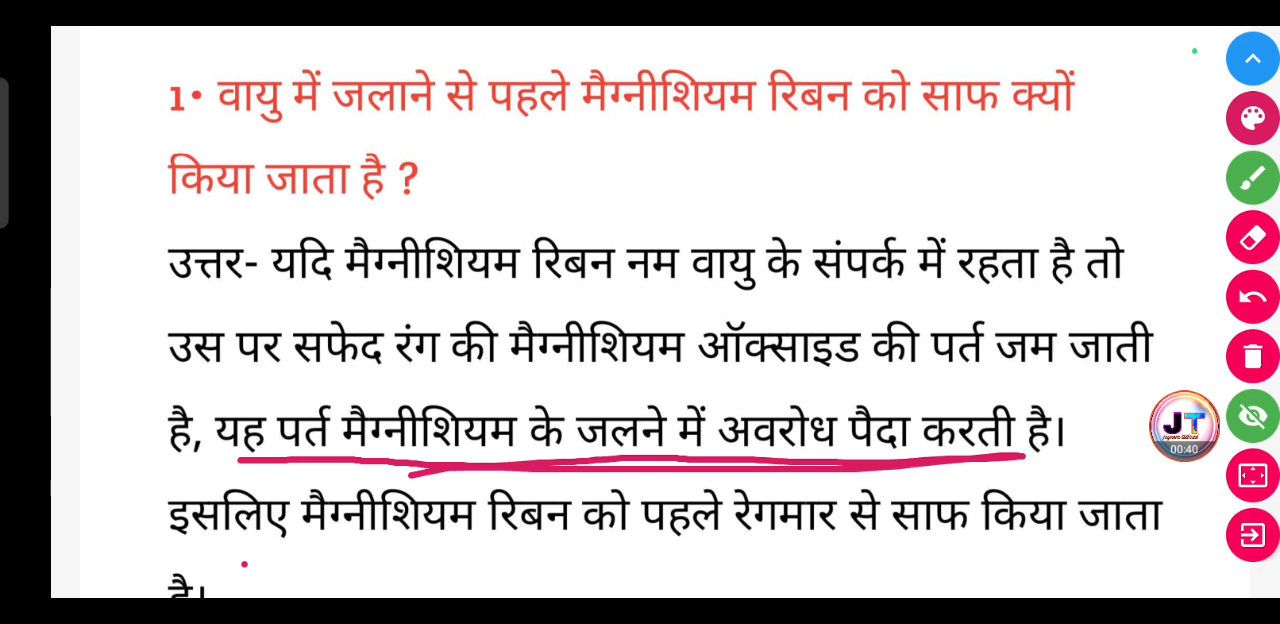 1• वायु में जलाने से पहले मैग्नीशियम रिबन को साफ क्यों
किया जाता है ?
उत्तर- यदि मैग्नीशियम रिबन नम वायु के संपर्क में रहता है तो
उस पर सफेद रंग की मैग्नीशियम ऑक्साइड की पर्त जम जाती
है, यह पर्त मैग्नीशियम के जलने में अवरोध पैदा करती है।
JT
00:40
इसलिए मैग्नीशियम रिबन को पहले रेगमार से साफ किया जाता
है।